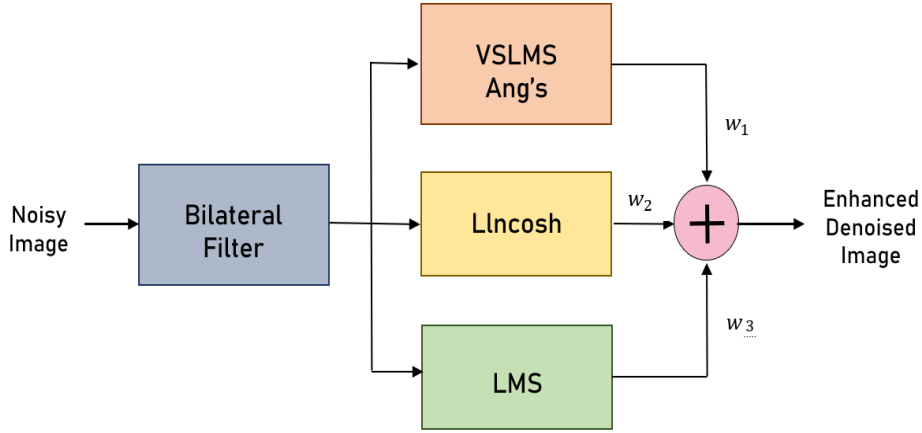 Noisy
Image
Bilateral
Filter
VSLMS
Ang's
Llncosh
LMS
w1
w2
w3
+
Enhanced
Denoised
Image